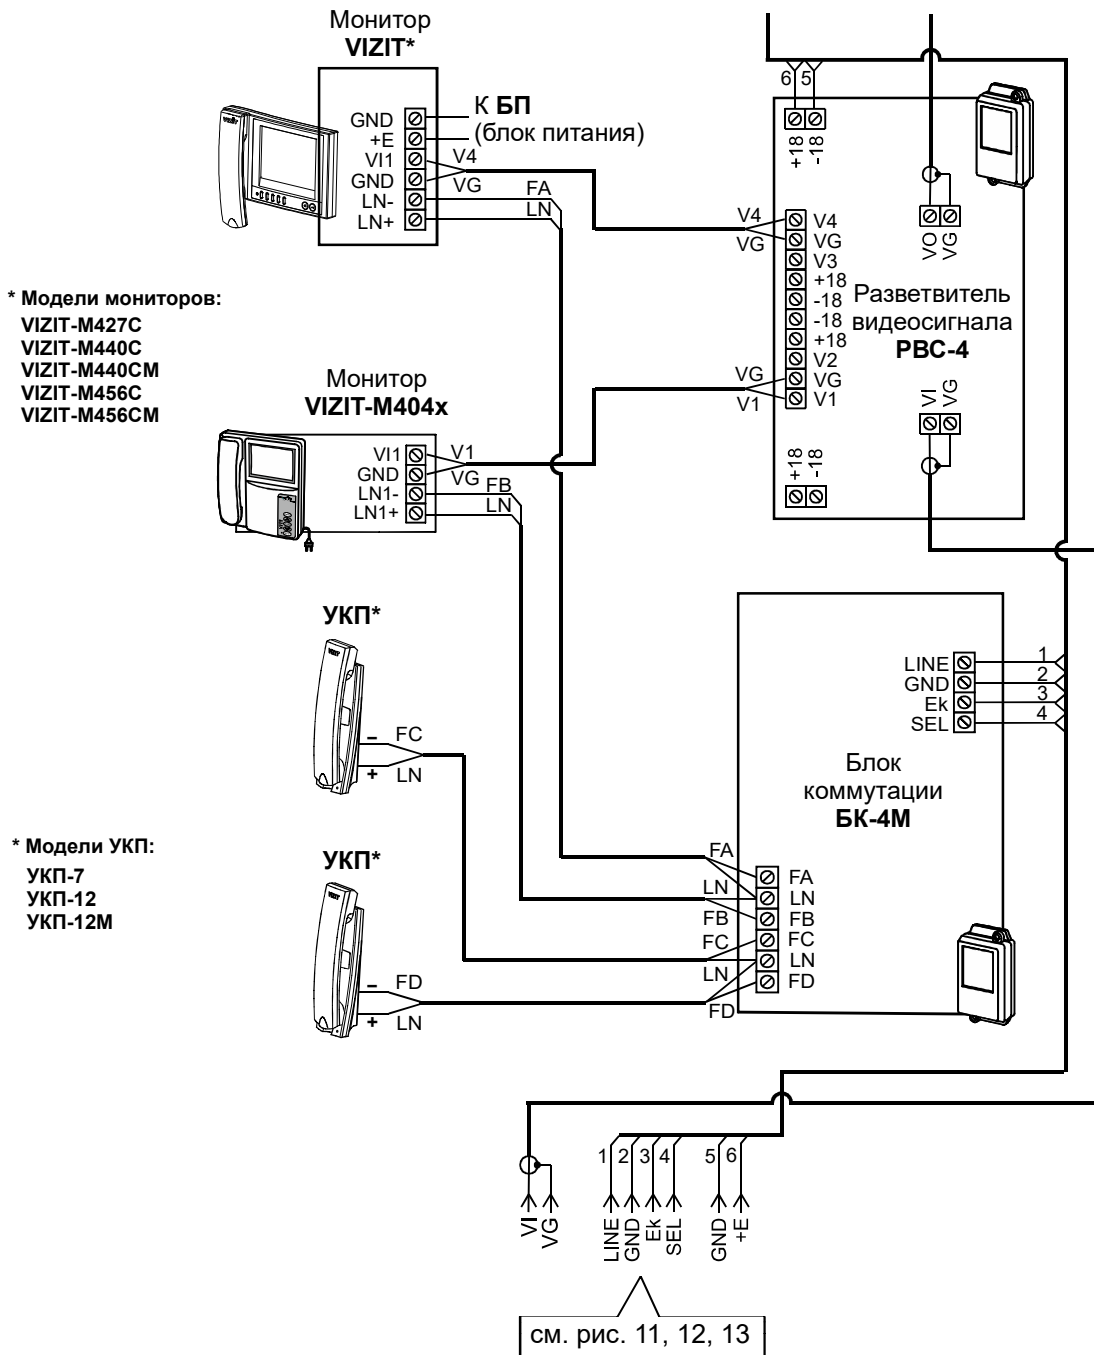 Монитор
VIZIT*
GND
+E
VI1
GND
LN-
LN+
К БП
(блок питания)
V4
VG
FA
LN
6
5
+18
-18
VO
VG
V4
VG
V4
VG
V3
+18
-18
-18
+18
V2
VG
V1
VG
V1
Разветвитель
видеосигнала
РВС-4
VI
VG
+18
-18
* Модели мониторов:
VIZIT-M427C
VIZIT-M440C
VIZIT-M440CM
VIZIT-M456C
VIZIT-M456CM
Монитор
VIZIT-M404x
VI1
GND
LN1-
LN1+
V1
VG
FB
LN
УКП*
–
FC
+
LN
LINE
GND
Ek
SEL
1
2
3
4
Блок
коммутации
БК-4М
* Модели УКП:
УКП-7
УКП-12
УКП-12М
УКП*
–
FD
+
LN
FA
LN
FB
FC
LN
FD
FA
LN
FB
FC
LN
FD
1
2
3
4
5
6
VI
VG
LINE
GND
Ek
SEL
GND
+E
см. рис. 11, 12, 13